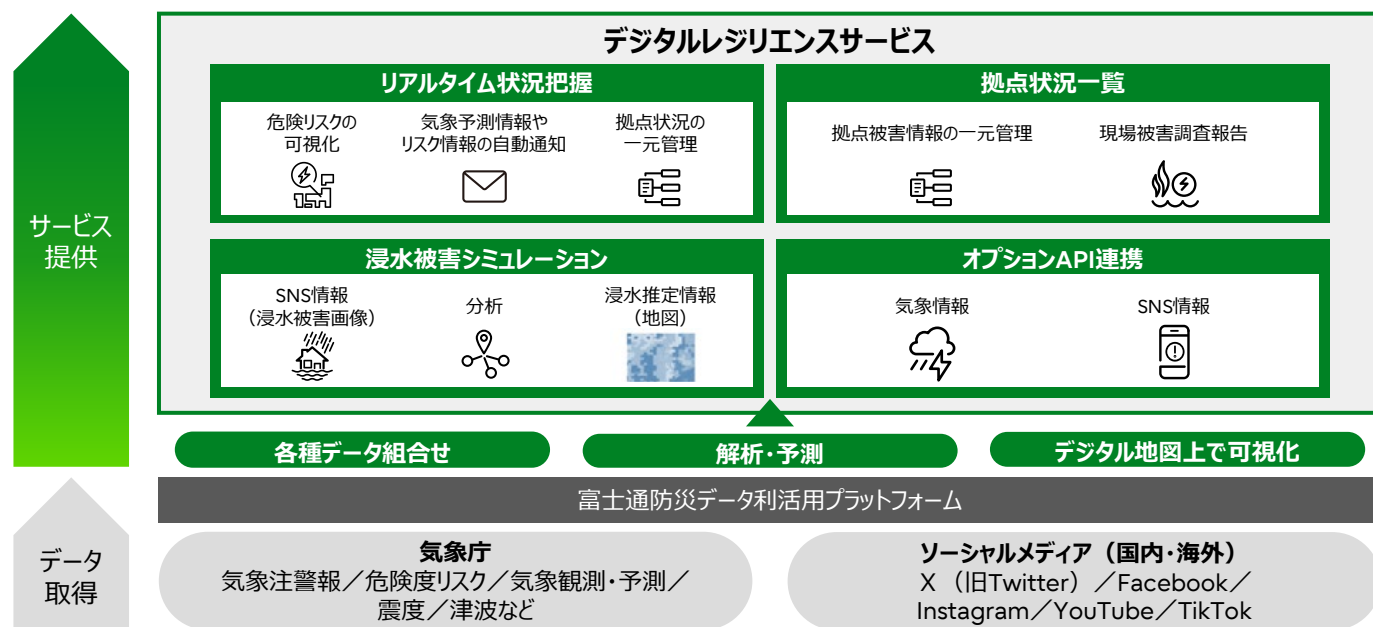 デジタルレジリエンスサービス
リアルタイム状況把握
危険リスクの
可視化
気象予測情報や
リスク情報の自動通知
拠点状況の
一元管理
拠点状況一覧
拠点被害情報の一元管理
現場被害調査報告
サービス
提供
浸水被害シミュレーション
SNS情報
（浸水被害画像）
分析
浸水推定情報
（地図）
オプションAPI連携
気象情報
SNS情報
各種データ組合せ
解析・予測
デジタル地図上で可視化
富士通防災データ利活用プラットフォーム
データ
取得
気象庁
気象注警報／危険度リスク／気象観測・予測／
震度／津波など
ソーシャルメディア（国内・海外）
X（旧Twitter）／Facebook／
Instagram／YouTube／TikTok